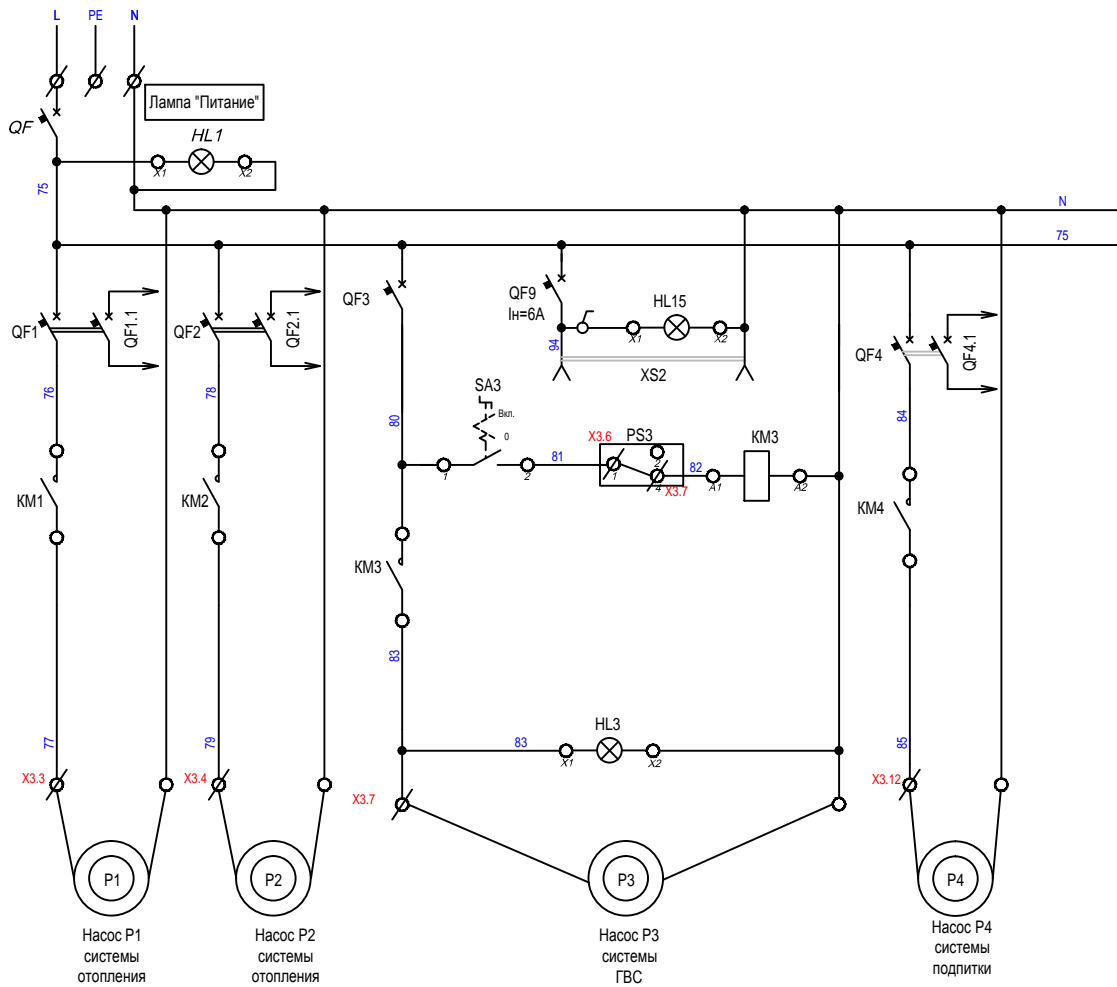 L
PE
N
Лампа "Питание"
QF
HL1
X1
X2
75
N
75
QF1
QF1.1
QF2
QF2.1
QF3
QF9
Iн=6А
HL15
X1
X2
94
XS2
QF4
QF4.1
76
78
80
84
SA3
Вкл.
0
1
2
81
X3.6
PS3
1
2
4
X3.7
82
A1
KM3
A2
KM1
KM2
KM3
KM4
83
83
HL3
X1
X2
77
79
85
X3.3
X3.4
X3.7
X3.12
P1
P2
P3
P4
Насос P1
системы
отопления
Насос P2
системы
отопления
Насос P3
системы
ГВС
Насос P4
системы
подпитки